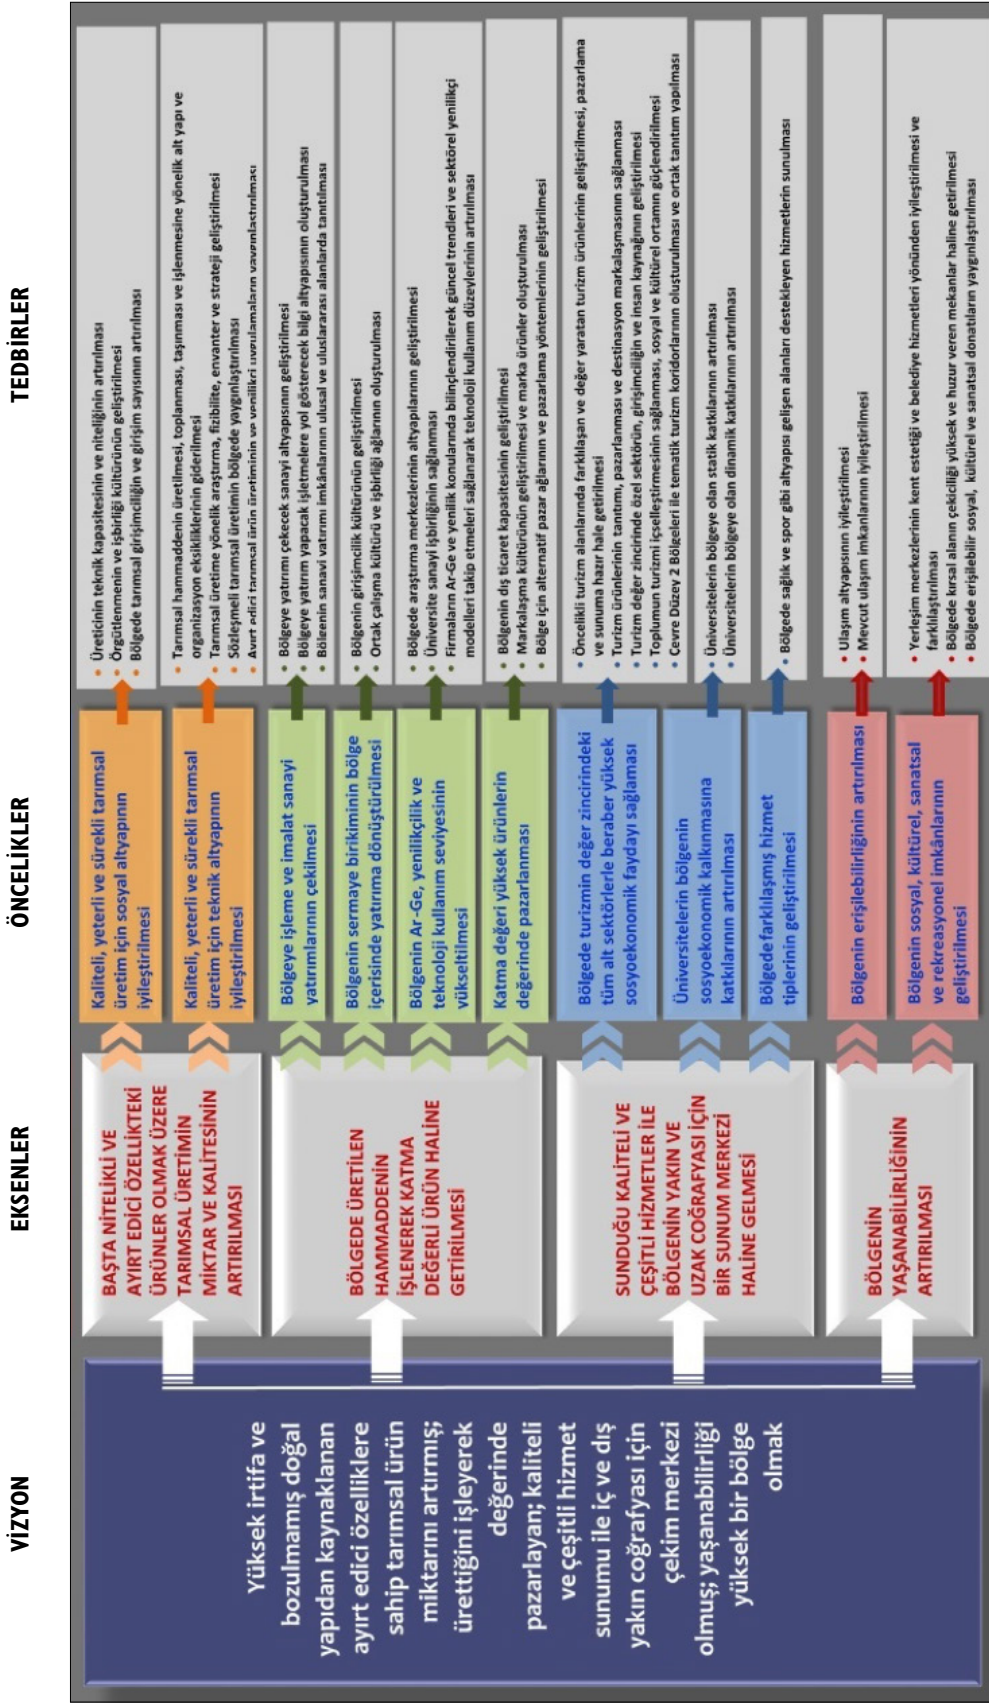 VİZYON
EKSENLER
ÖNCELİKLER
TEDBİRLER
Yüksek irtifa ve
bozulmamış doğal
yapıdan kaynaklanan
ayırt edici özelliklere
sahip tarımsal ürün
miktarını artırmış;
ürettiğini işleyerek
değerinde
pazarlayan; kaliteli
ve çeşitli hizmet
sunumu ile iç ve dış
yakın coğrafyası için
çekim merkezi
olmuş; yaşanabilirliği
yüksek bir bölge
olmak
BAŞTA NİTELİKLİ VE
AYIRT EDİCİ ÖZELLİKTEKİ
ÜRÜNLER OLMAK ÜZERE
TARIMSAL ÜRETİMİN
MİKTAR VE KALİTESİNİN
ARTIRILMASI
Kaliteli, yeterli ve sürekli tarımsal
üretim için sosyal altyapının
iyileştirilmesi
• Üreticinin teknik kapasitesinin ve niteliğinin artırılması
• Örgütlenmenin ve işbirliği kültürünün geliştirilmesi
• Bölgede tarımsal girişimciliğin ve girişim sayısının artırılması
Kaliteli, yeterli ve sürekli tarımsal
üretim için teknik altyapının
iyileştirilmesi
• Tarımsal hammaddenin üretilmesi, toplanması, taşınması ve işlenmesine yönelik alt yapı ve
organizasyon eksikliklerinin giderilmesi
• Tarımsal üretime yönelik araştırma, fizibilite, envanter ve strateji geliştirilmesi
• Sözleşmeli tarımsal üretimin bölgede yaygınlaştırılması
• Ayırt edici tarımsal ürün üretiminin ve yenilikçi uygulamaların yaygınlaştırılması
BÖLGEDE ÜRETİLEN
HAMMADDENİN
İŞLENEREK KATMA
DEĞERLİ ÜRÜN HALİNE
GETİRİLMESİ
Bölgeye işleme ve imalat sanayi
yatırımlarının çekilmesi
• Bölgeye yatırımı çekecek sanayi altyapısının geliştirilmesi
• Bölgeye yatırım yapacak işletmelere yol gösterecek bilgi altyapısının oluşturulması
• Bölgenin sanayi yatırımı imkânlarının ulusal ve uluslararası alanlarda tanıtılması
Bölgenin sermaye birikiminin bölge
içerisinde yatırıma dönüştürülmesi
• Bölgenin girişimcilik kültürünün geliştirilmesi
• Ortak çalışma kültürü ve işbirliği ağlarının oluşturulması
Bölgenin Ar -Ge, yenilikçilik ve
teknoloji kullanım seviyesinin
yükseltilmesi
• Bölgede araştırma merkezlerinin altyapılarının geliştirilmesi
• Üniversite sanayi işbirliğinin sağlanması
• Firmaların Ar-Ge ve yenilik konularında bilinçlendirilerek güncel trendleri ve sektörel yenilikçi
modelleri takip etmeleri sağlanarak teknoloji kullanım düzeylerinin artırılması
Katma değeri yüksek ürünlerin
değerinde pazarlanması
• Bölgenin dış ticaret kapasitesinin geliştirilmesi
• Markalaşma kültürünün geliştirilmesi ve marka ürünler oluşturulması
• Bölge için alternatif pazar ağlarının ve pazarlama yöntemlerinin geliştirilmesi
SUNDUĞU KALİTELİ VE
ÇEŞİTLİ HİZMETLER İLE
BÖLGENİN YAKIN VE
UZAK COĞRAFYASI İÇİN
BİR SUNUM MERKEZİ
HALİNE GELMESİ
Bölgede turizmin değer zincirindeki
tüm alt sektörlerle beraber yüksek
sosyoekonomik faydayı sağlaması
• Öncelikli turizm alanlarında farklılaşan ve değer yaratan turizm ürünlerinin geliştirilmesi, pazarlama
ve sunuma hazır hale getirilmesi
• Turizm ürünlerinin tanıtımı, pazarlanması ve destinasyon markalaşmasının sağlanması
• Turizm değer zincirinde özel sektörün, girişimciliğin ve insan kaynağının geliştirilmesi
• Toplumun turizmi içselleştirmesinin sağlanması, sosyal ve kültürel ortamın güçlendirilmesi
• Çevre Düzey 2 Bölgeleri ile tematik turizm koridorlarının oluşturulması ve ortak tanıtım yapılması
Üniversitelerin bölgenin
sosyoekonomik kalkınmasına
katkılarının artırılması
• Üniversitelerin bölgeye olan statik katkılarının artırılması
• Üniversitelerin bölgeye olan dinamik katkılarının artırılması
Bölgede farklılaşmış hizmet
tiplerinin geliştirilmesi
• Bölgede sağlık ve spor gibi altyapısı gelişen alanları destekleyen hizmetlerin sunulması
BÖLGENİN
YAŞANABİLİRLİĞİNİN
ARTIRILMASI
Bölgenin erişilebilirliğinin artırılması
• Ulaşım altyapısının iyileştirilmesi
• Mevcut ulaşım imkanlarının iyileştirilmesi
Bölgenin sosyal, kültürel, sanatsal
ve rekreasyonel imkânlarının
geliştirilmesi
• Yerleşim merkezlerinin kent estetiği ve belediye hizmetleri yönünden iyileştirilmesi ve
farklılaştırılması
• Bölgede kırsal alanın çekiciliği yüksek ve huzur veren mekanlar haline getirilmesi
• Bölgede erişilebilir sosyal, kültürel ve sanatsal donatıların yaygınlaştırılması